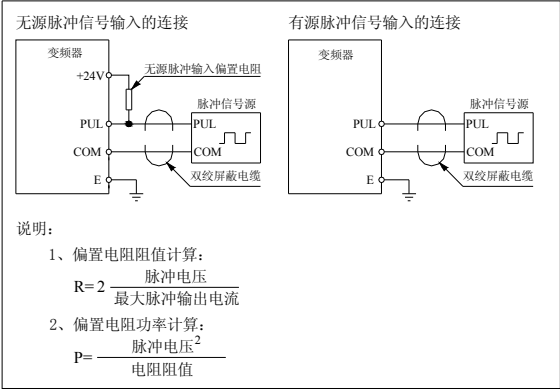 无源脉冲信号输入的连接
变频器
+24V
无源脉冲输入偏置电阻
脉冲信号源
PUL
PUL
COM
COM
双绞屏蔽电缆
E
有源脉冲信号输入的连接
变频器
脉冲信号源
PUL
PUL
COM
COM
双绞屏蔽电缆
E
说明：
1、偏置电阻阻值计算：
R= 2 脉冲电压
最大脉冲输出电流
2、偏置电阻功率计算：
P= 脉冲电压²
电阻阻值